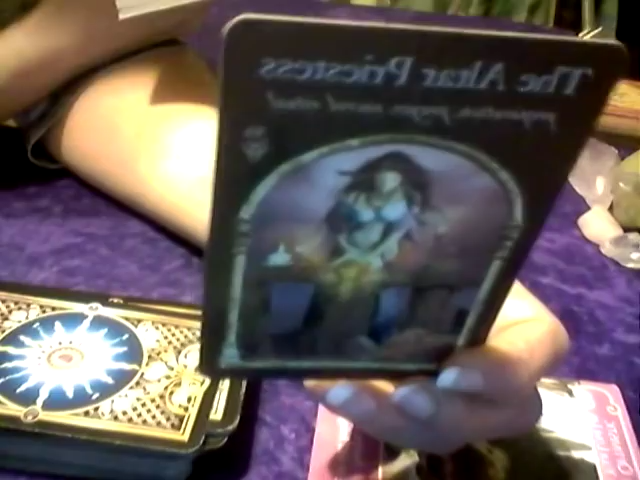 The Altar Priestess
preparation, prayer, sacred ritual